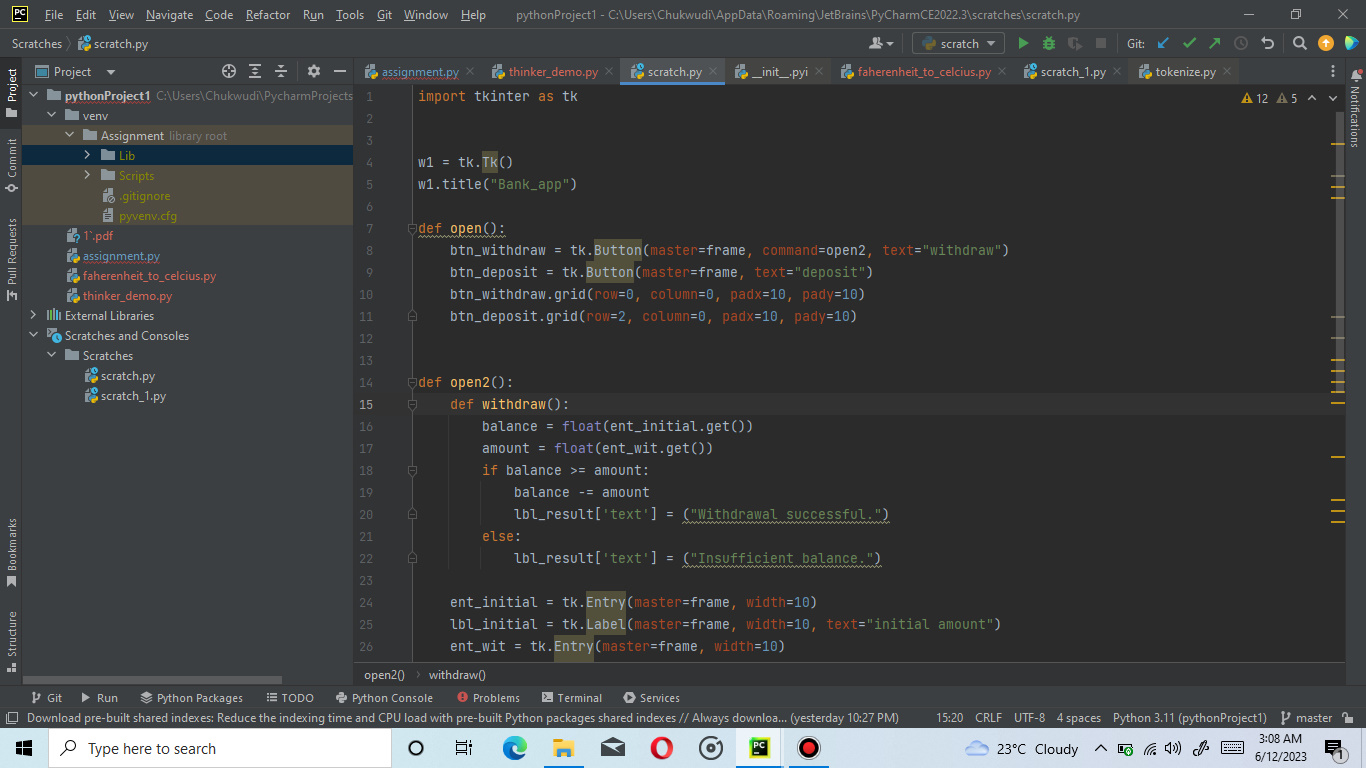 File Edit View Navigate Code Refactor Run Tools Git Window Help pythonProject1 - C:\Users\Chukwudi\AppData\Roaming\JetBrains\PyCharmCE2022.3\scratches\scratch.py
Scratches scratch.py scratch Git:
Project assignment.py thinker_demo.py scratch.py __init__.pyi faherenheit_to_celcius.py scratch_1.py tokenize.py
Project
Commit
Pull Requests
Bookmarks
Structure
Notifications
pythonProject1 C:\Users\Chukwudi\PycharmProjects
venv
Assignment library root
Lib
Scripts
.gitignore
pyvenv.cfg
1`.pdf
assignment.py
faherenheit_to_celcius.py
thinker_demo.py
External Libraries
Scratches and Consoles
Scratches
scratch.py
scratch_1.py
12 5
1 import tkinter as tk
2
3
4 w1 = tk.Tk()
5 w1.title("Bank_app")
6
7 def open():
8     btn_withdraw = tk.Button(master=frame, command=open2, text="withdraw")
9     btn_deposit = tk.Button(master=frame, text="deposit")
10     btn_withdraw.grid(row=0, column=0, padx=10, pady=10)
11     btn_deposit.grid(row=2, column=0, padx=10, pady=10)
12
13
14 def open2():
15     def withdraw():
16         balance = float(ent_initial.get())
17         amount = float(ent_wit.get())
18         if balance >= amount:
19             balance -= amount
20             lbl_result['text'] = ("Withdrawal successful.")
21         else:
22             lbl_result['text'] = ("Insufficient balance.")
23
24     ent_initial = tk.Entry(master=frame, width=10)
25     lbl_initial = tk.Label(master=frame, width=10, text="initial amount")
26     ent_wit = tk.Entry(master=frame, width=10)
open2() withdraw()
Git Run Python Packages TODO Python Console Problems Terminal Services
Download pre-built shared indexes: Reduce the indexing time and CPU load with pre-built Python packages shared indexes // Always downloa... (yesterday 10:27 PM) 15:20 CRLF UTF-8 4 spaces Python 3.11 (pythonProject1) master
Type here to search 23°C Cloudy 3:08 AM
6/12/2023 1